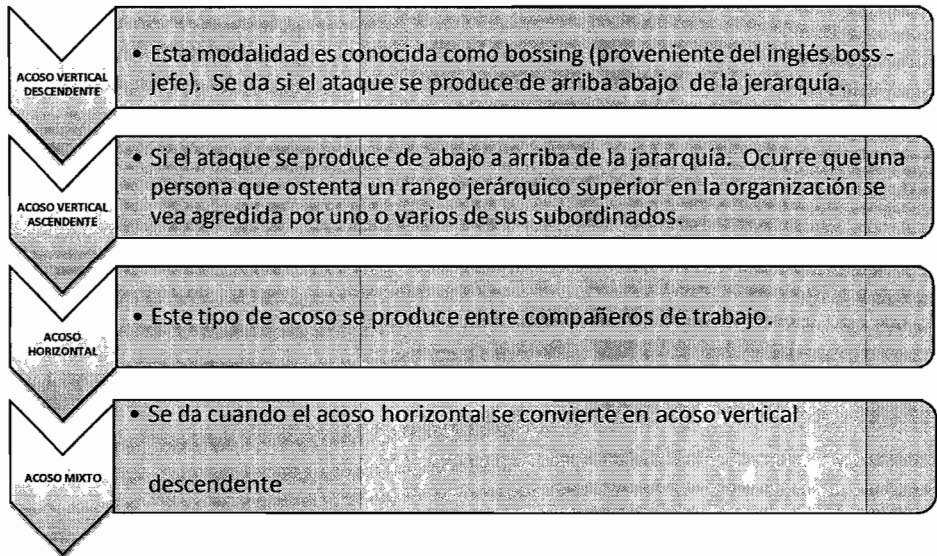 ACOSO VERTICAL
DESCENDENTE
• Esta modalidad es conocida como bossing (proveniente del inglés boss -
jefe). Se da si el ataque se produce de arriba abajo de la jerarquía.
ACOSO VERTICAL
ASCENDENTE
• Si el ataque se produce de abajo a arriba de la jararquía. Ocurre que una
persona que ostenta un rango jerárquico superior en la organización se
vea agredida por uno o varios de sus subordinados.
ACOSO
HORIZONTAL
• Este tipo de acoso se produce entre compañeros de trabajo.
ACOSO MIXTO
• Se da cuando el acoso horizontal se convierte en acoso vertical
descendente